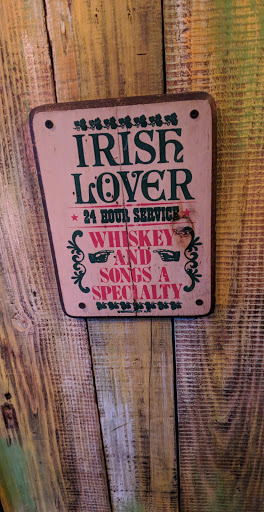 IRISH
LOVER
24 HOUR SERVICE
WHISKEY
AND
SONGS A
SPECIALTY